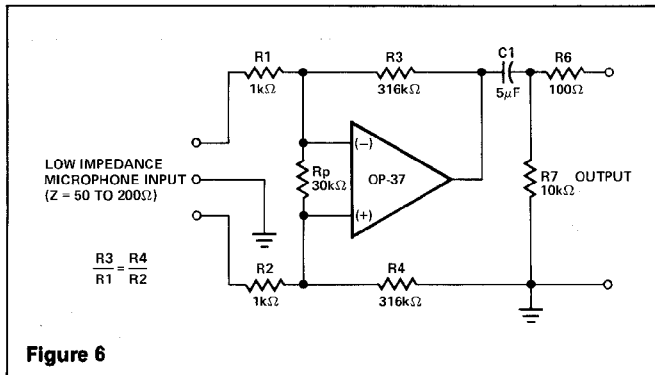 R1
1kΩ
R3
316kΩ
C1
5μF
R6
100Ω
LOW IMPEDANCE
MICROPHONE INPUT
(Z = 50 TO 200Ω)
Rp
30kΩ
(−)
OP-37
(+)
R7
10kΩ
OUTPUT
R3/R1 = R4/R2
R2
1kΩ
R4
316kΩ
Figure 6